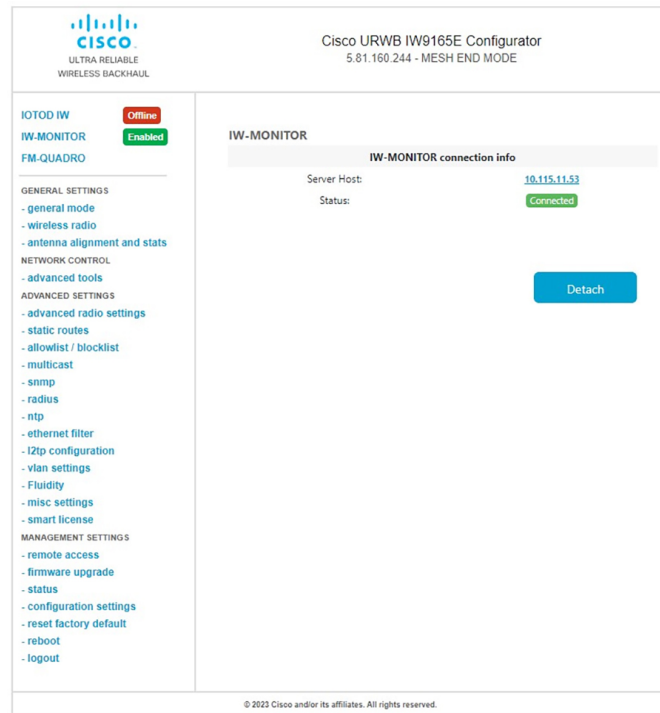 CISCO
ULTRA RELIABLE
WIRELESS BACKHAUL
Cisco URWB IW9165E Configurator
5.81.160.244 - MESH END MODE
IOTOD IW Offline
IW-MONITOR Enabled
FM-QUADRO
GENERAL SETTINGS
- general mode
- wireless radio
- antenna alignment and stats
NETWORK CONTROL
- advanced tools
ADVANCED SETTINGS
- advanced radio settings
- static routes
- allowlist / blocklist
- multicast
- snmp
- radius
- ntp
- ethernet filter
- l2tp configuration
- vlan settings
- Fluidity
- misc settings
- smart license
MANAGEMENT SETTINGS
- remote access
- firmware upgrade
- status
- configuration settings
- reset factory default
- reboot
- logout
IW-MONITOR
IW-MONITOR connection info
Server Host: 10.115.11.53
Status: Connected
Detach
© 2023 Cisco and/or its affiliates. All rights reserved.